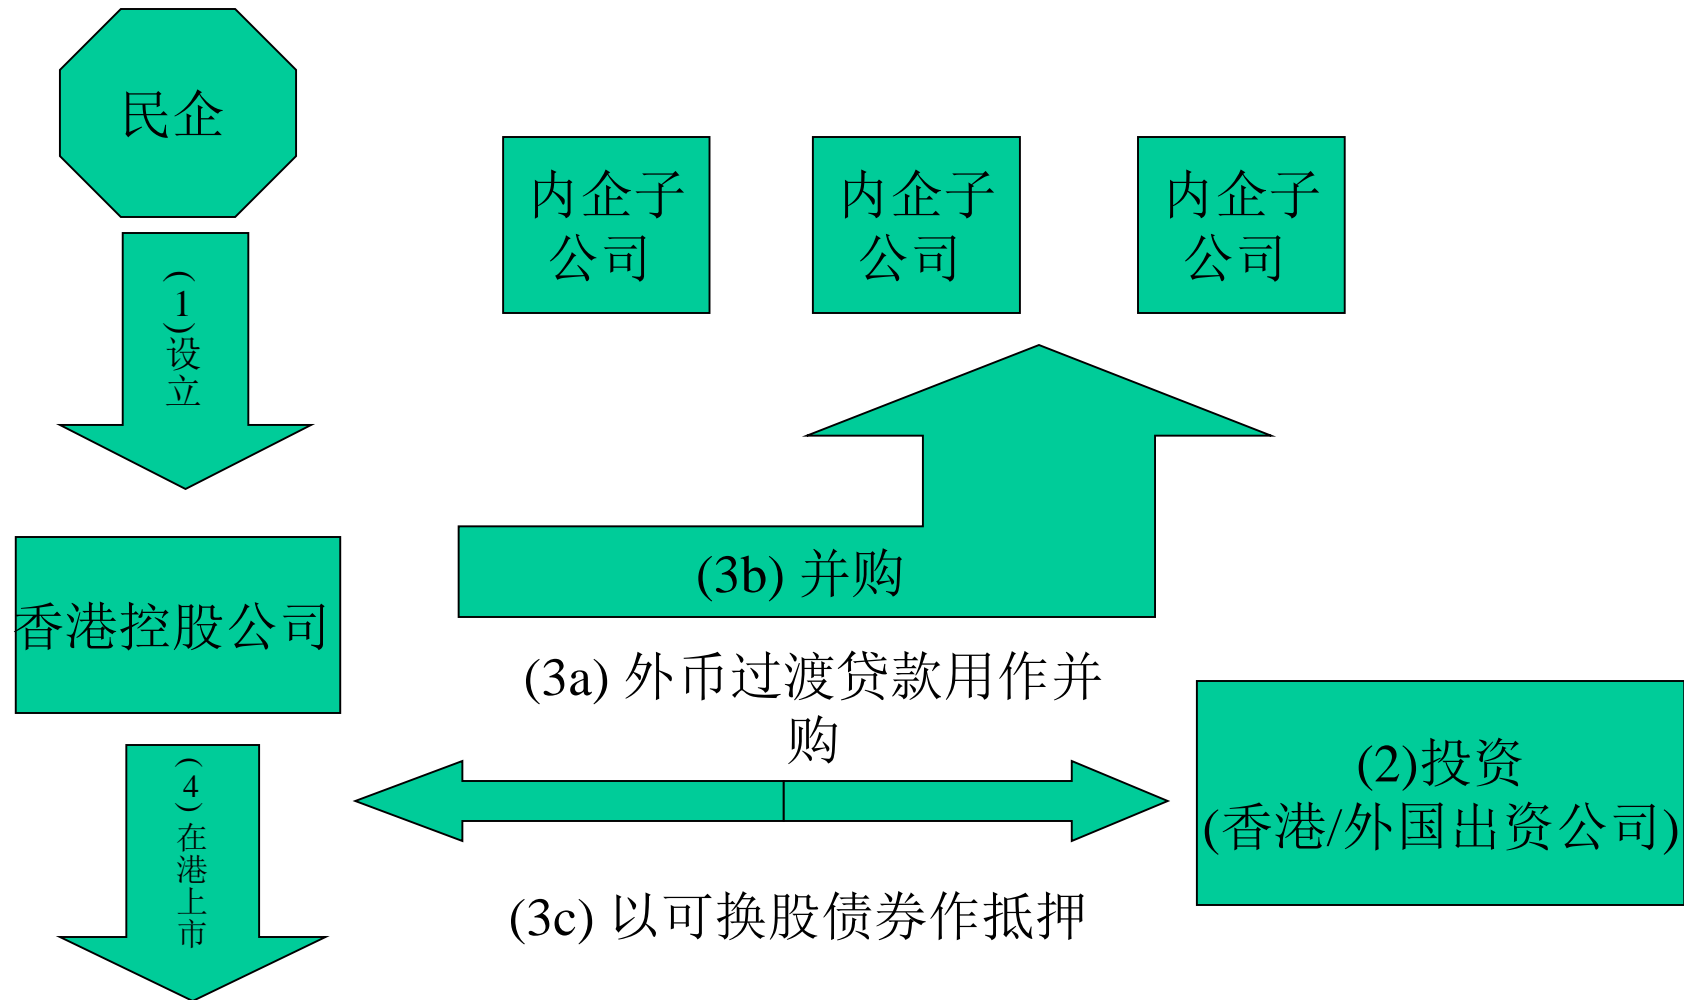 民企
(1)设立
内企子
公司
内企子
公司
内企子
公司
(3b) 并购
香港控股公司
(3a) 外币过渡贷款用作并
购
(2)投资
(香港/外国出资公司)
(3c) 以可换股债券作抵押
(4)在港上市